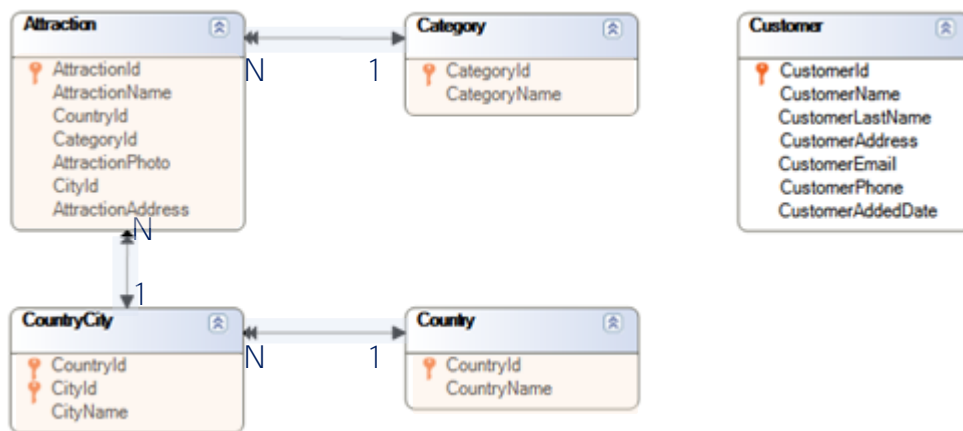 Attraction
AttractionId
AttractionName
CountryId
CategoryId
AttractionPhoto
CityId
AttractionAddress
N
1
Category
CategoryId
CategoryName
Customer
CustomerId
CustomerName
CustomerLastName
CustomerAddress
CustomerEmail
CustomerPhone
CustomerAddedDate
N
1
CountryCity
CountryId
CityId
CityName
N
1
Country
CountryId
CountryName